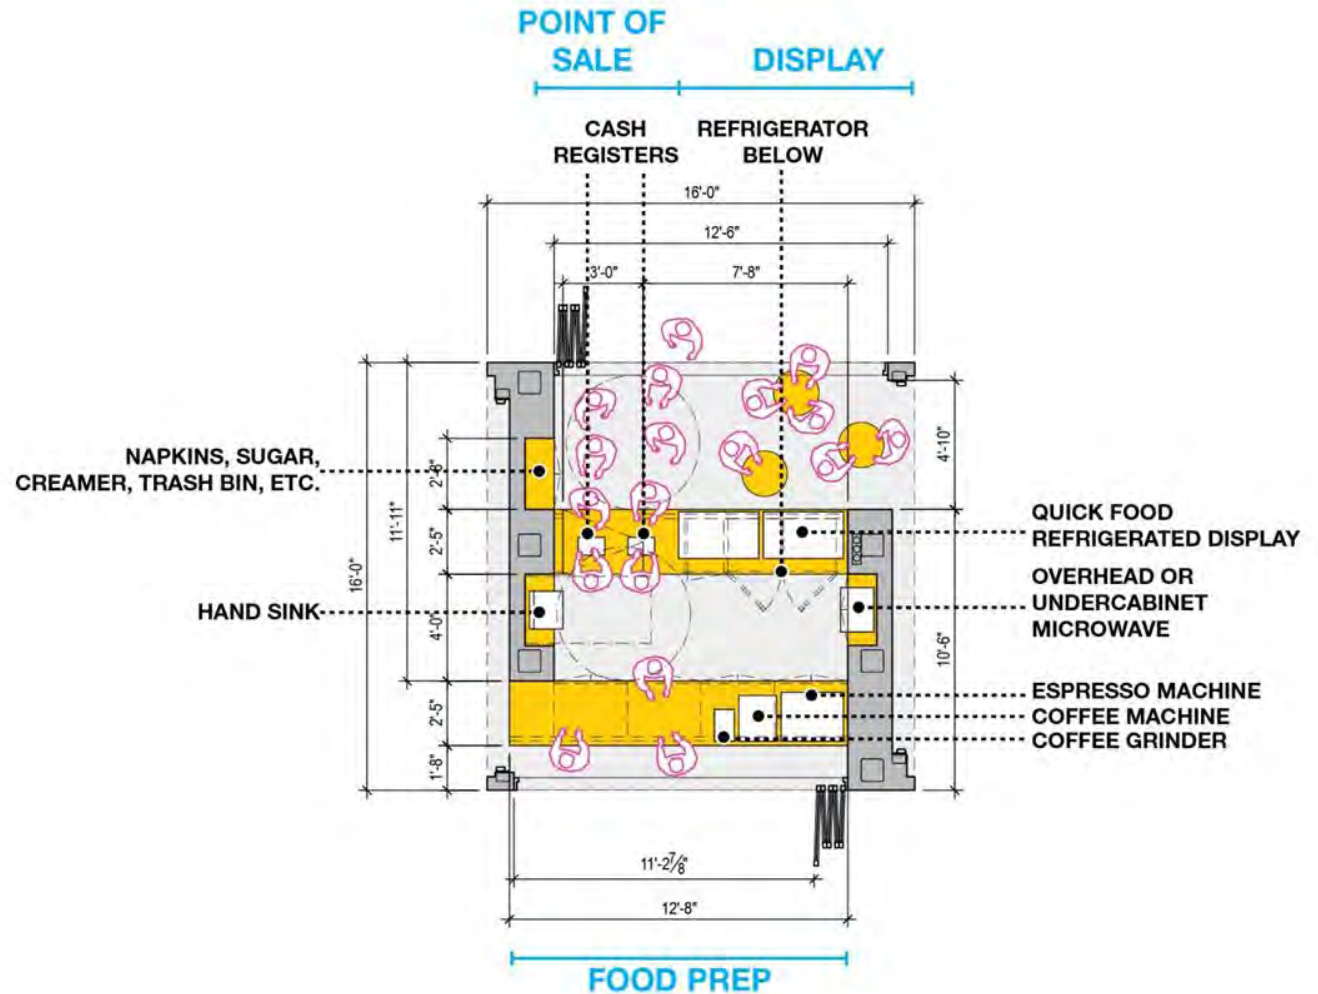 POINT OF
SALE
DISPLAY
CASH
REGISTERS
REFRIGERATOR
BELOW
16'-0"
12'-6"
3'-0"
7'-8"
NAPKINS, SUGAR,
CREAMER, TRASH BIN, ETC.
HAND SINK
16'-0"
11'-11"
2'-8"
2'-5"
4'-0"
2'-5"
1'-8"
4'-10"
10'-6"
QUICK FOOD
REFRIGERATED DISPLAY
OVERHEAD OR
UNDERCABINET
MICROWAVE
ESPRESSO MACHINE
COFFEE MACHINE
COFFEE GRINDER
11'-2⅞"
12'-8"
FOOD PREP